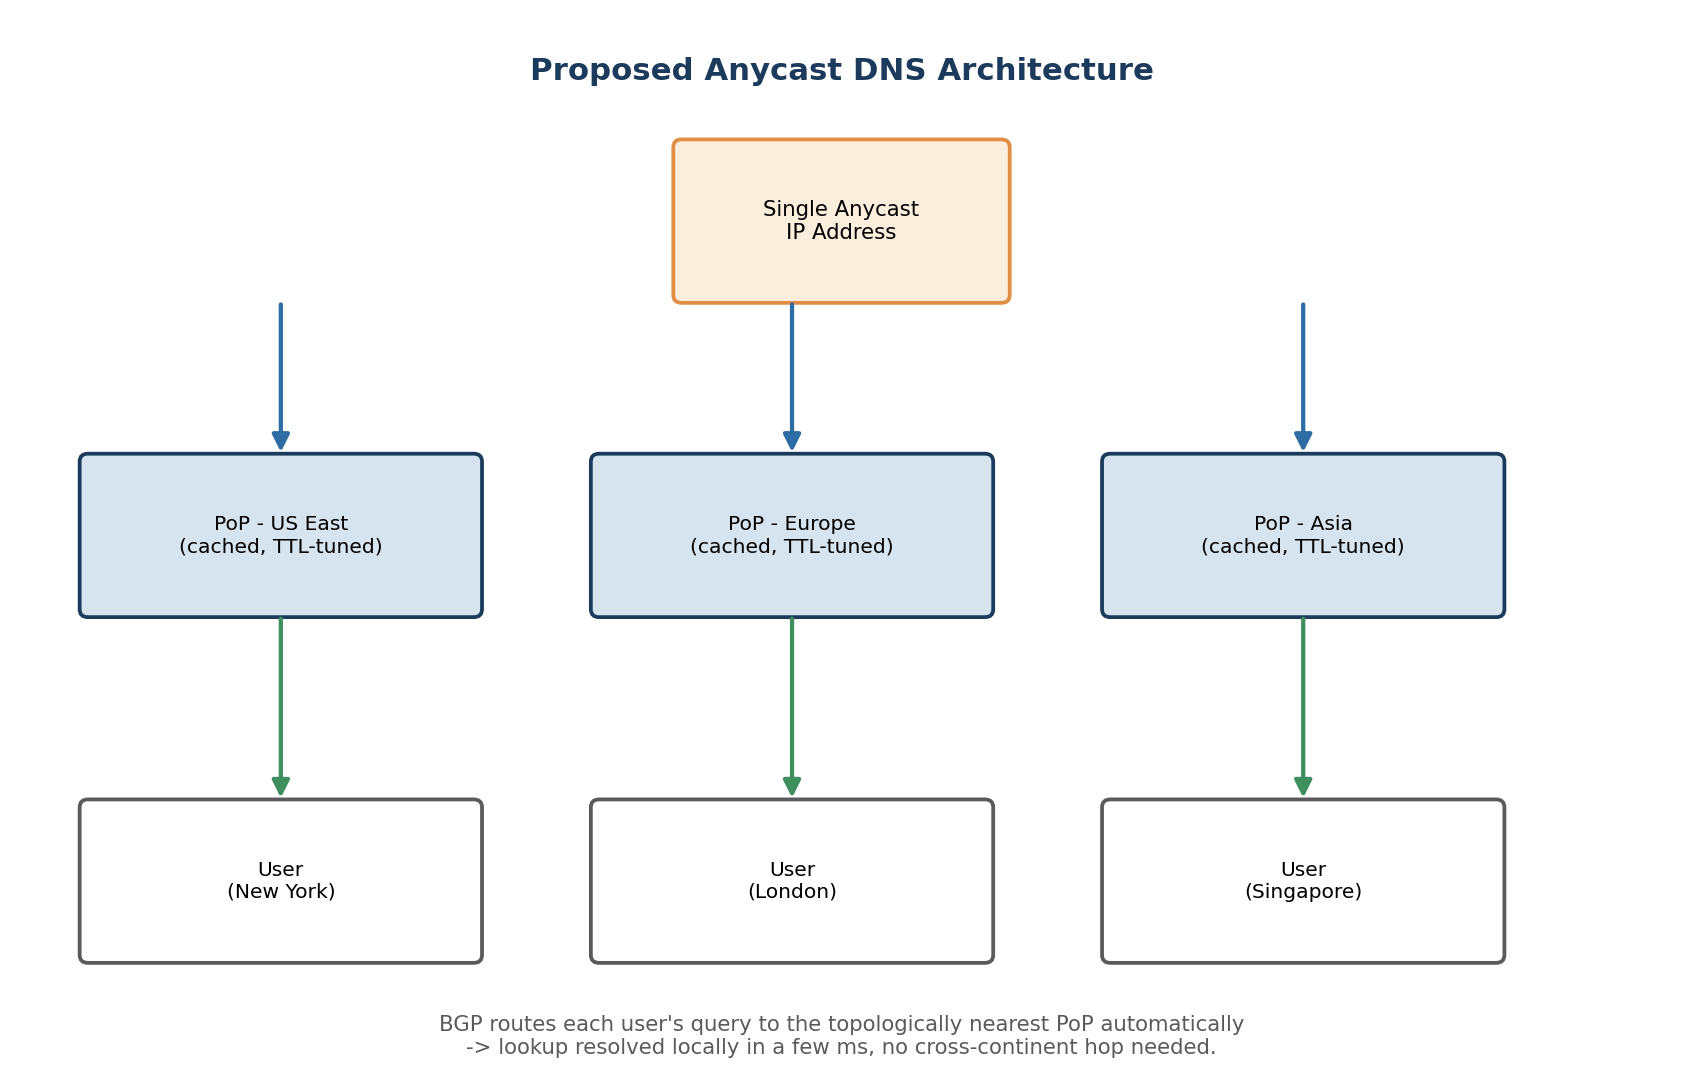 Proposed Anycast DNS Architecture
Single Anycast
IP Address
PoP - US East
(cached, TTL-tuned)
PoP - Europe
(cached, TTL-tuned)
PoP - Asia
(cached, TTL-tuned)
User
(New York)
User
(London)
User
(Singapore)
BGP routes each user's query to the topologically nearest PoP automatically
-> lookup resolved locally in a few ms, no cross-continent hop needed.